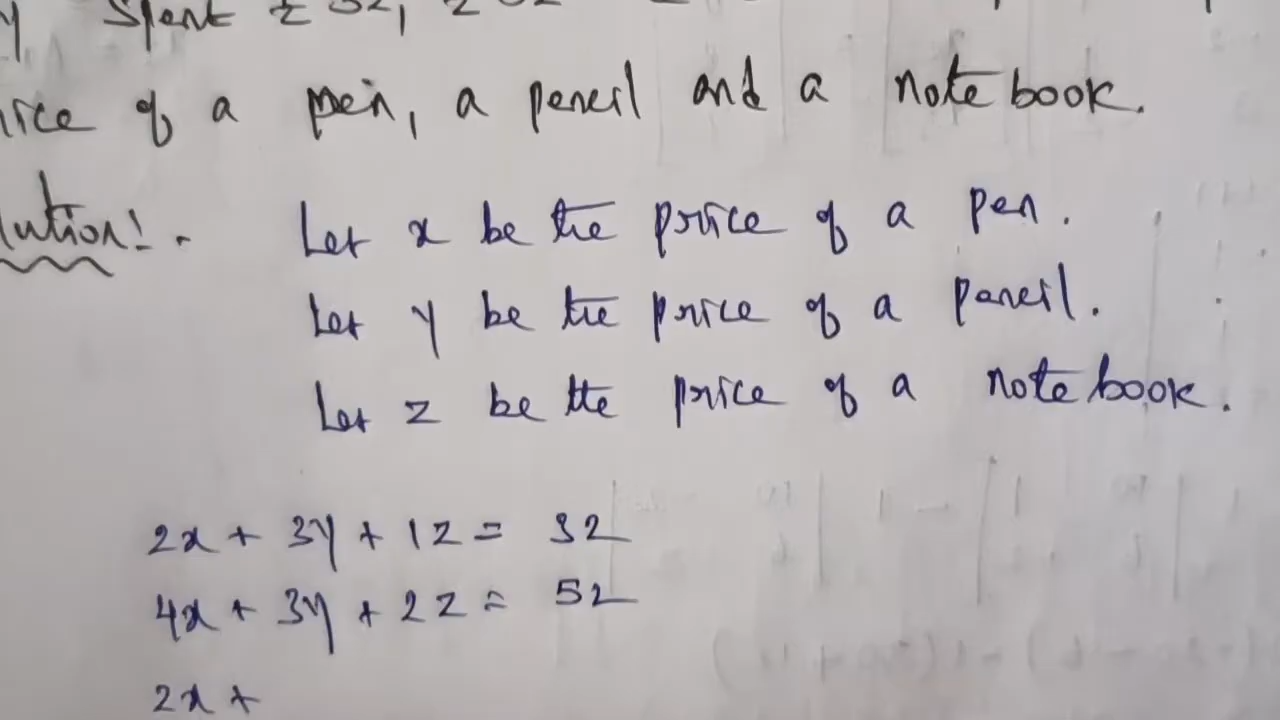 Spent ₹ 32,
of a pen, a pencil and a note book.
Let x be the price of a pen.
Let y be the price of a pencil.
Let z be the price of a note book.
2x + 3y + 1z = 32
4x + 3y + 2z = 52
2x +